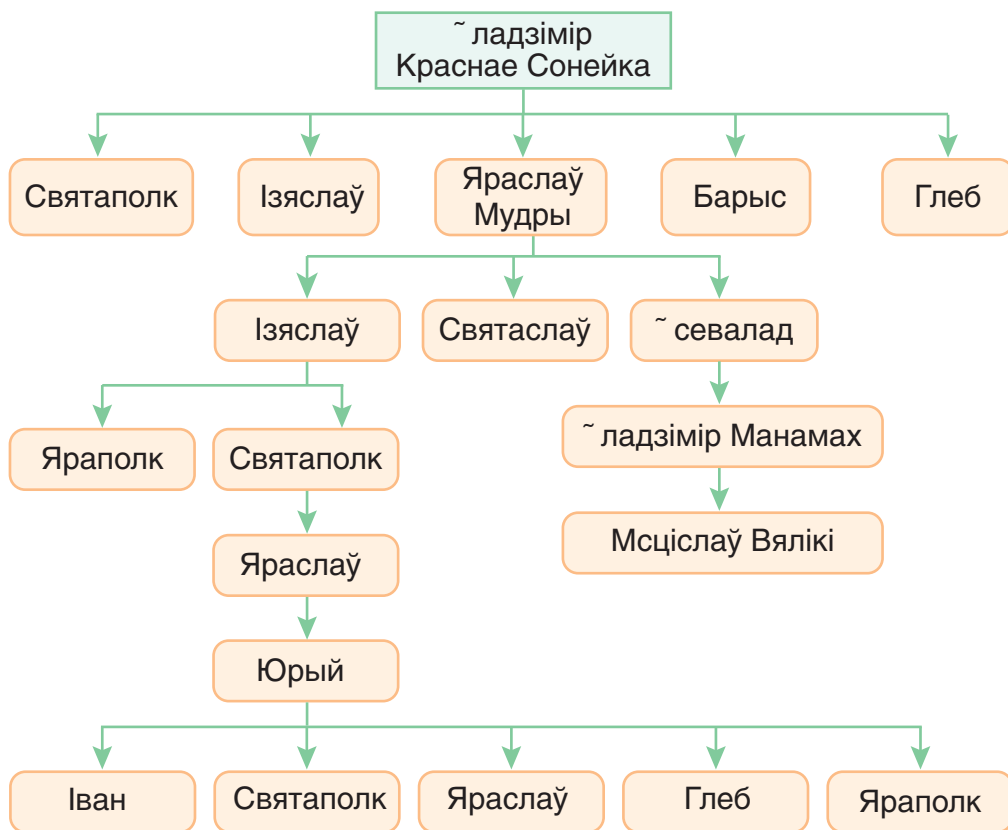 ˜ ладзімір
Краснае Сонейка
Святаполк
Ізяслаў
Яраслаў
Мудры
Барыс
Глеб
Ізяслаў
Святаслаў
˜ севалад
Яраполк
Святаполк
˜ ладзімір Манамах
Яраслаў
Мсціслаў Вялікі
Юрый
Іван
Святаполк
Яраслаў
Глеб
Яраполк